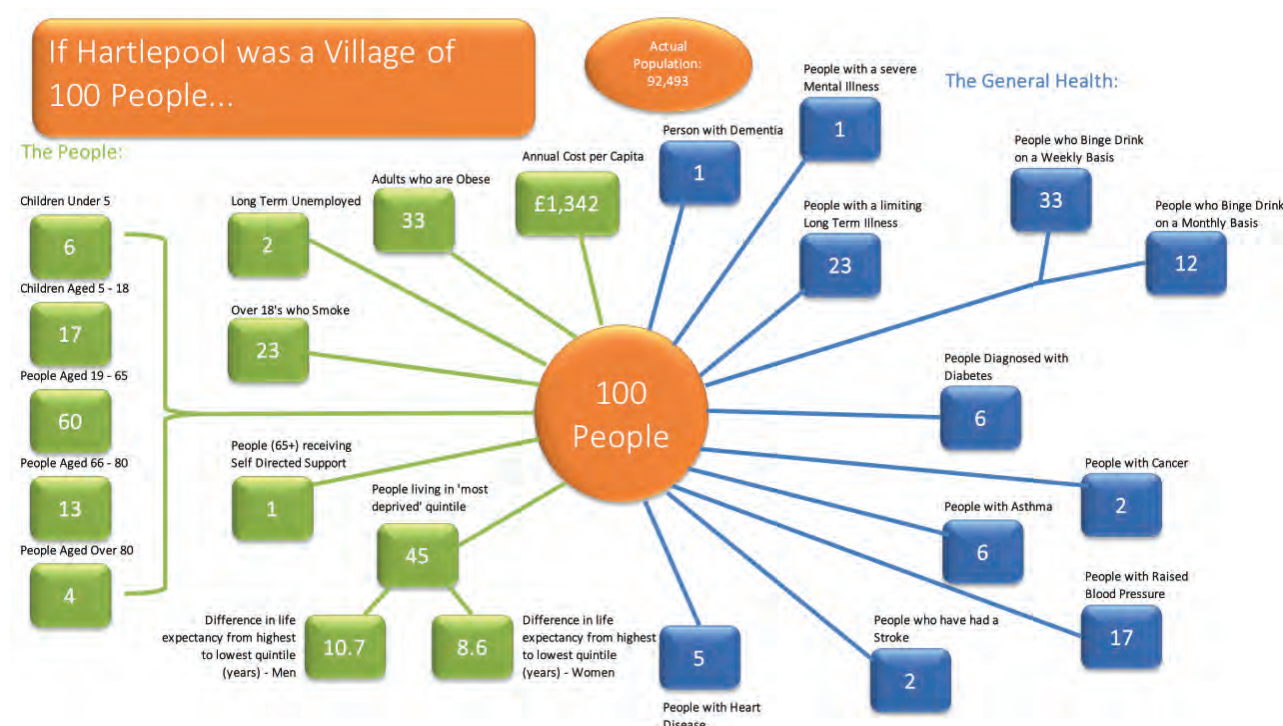 If Hartlepool was a Village of
100 People...
Actual
Population:
92,493
The People:
Children Under 5
6
Children Aged 5 - 18
17
People Aged 19 - 65
60
People Aged 66 - 80
13
People Aged Over 80
4
Long Term Unemployed
2
Adults who are Obese
33
Annual Cost per Capita
£1,342
Over 18's who Smoke
23
People (65+) receiving
Self Directed Support
1
People living in 'most
deprived' quintile
45
Difference in life
expectancy from highest
to lowest quintile
(years) - Men
10.7
8.6
Difference in life
expectancy from highest
to lowest quintile
(years) - Women
100
People
The General Health:
Person with Dementia
1
People with a severe
Mental Illness
1
People with a limiting
Long Term Illness
23
People who Binge Drink
on a Weekly Basis
33
People who Binge Drink
on a Monthly Basis
12
People Diagnosed with
Diabetes
6
People with Cancer
2
People with Asthma
6
People with Raised
Blood Pressure
17
People who have had a
Stroke
2
5
People with Heart
Disease